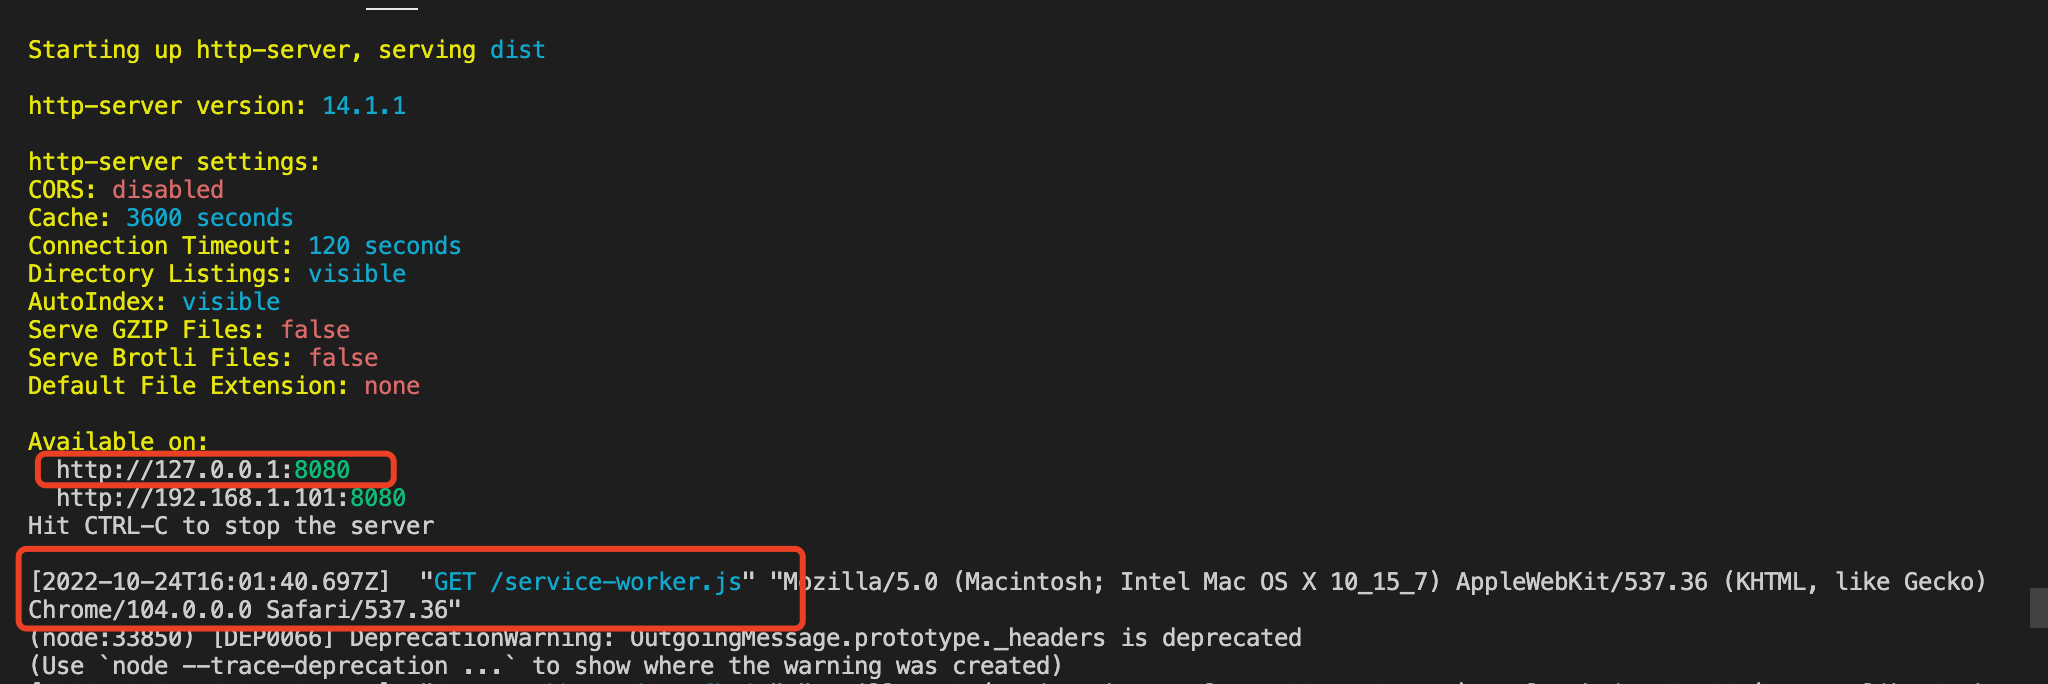 Starting up http-server, serving dist
http-server version: 14.1.1
http-server settings:
CORS: disabled
Cache: 3600 seconds
Connection Timeout: 120 seconds
Directory Listings: visible
AutoIndex: visible
Serve GZIP Files: false
Serve Brotli Files: false
Default File Extension: none
Available on:
http://127.0.0.1:8080
http://192.168.1.101:8080
Hit CTRL-C to stop the server
[2022-10-24T16:01:40.697Z]  "GET /service-worker.js" "Mozilla/5.0 (Macintosh; Intel Mac OS X 10_15_7) AppleWebKit/537.36 (KHTML, like Gecko)
Chrome/104.0.0.0 Safari/537.36"
(node:33850) [DEP0066] DeprecationWarning: OutgoingMessage.prototype._headers is deprecated
(Use `node --trace-deprecation ...` to show where the warning was created)